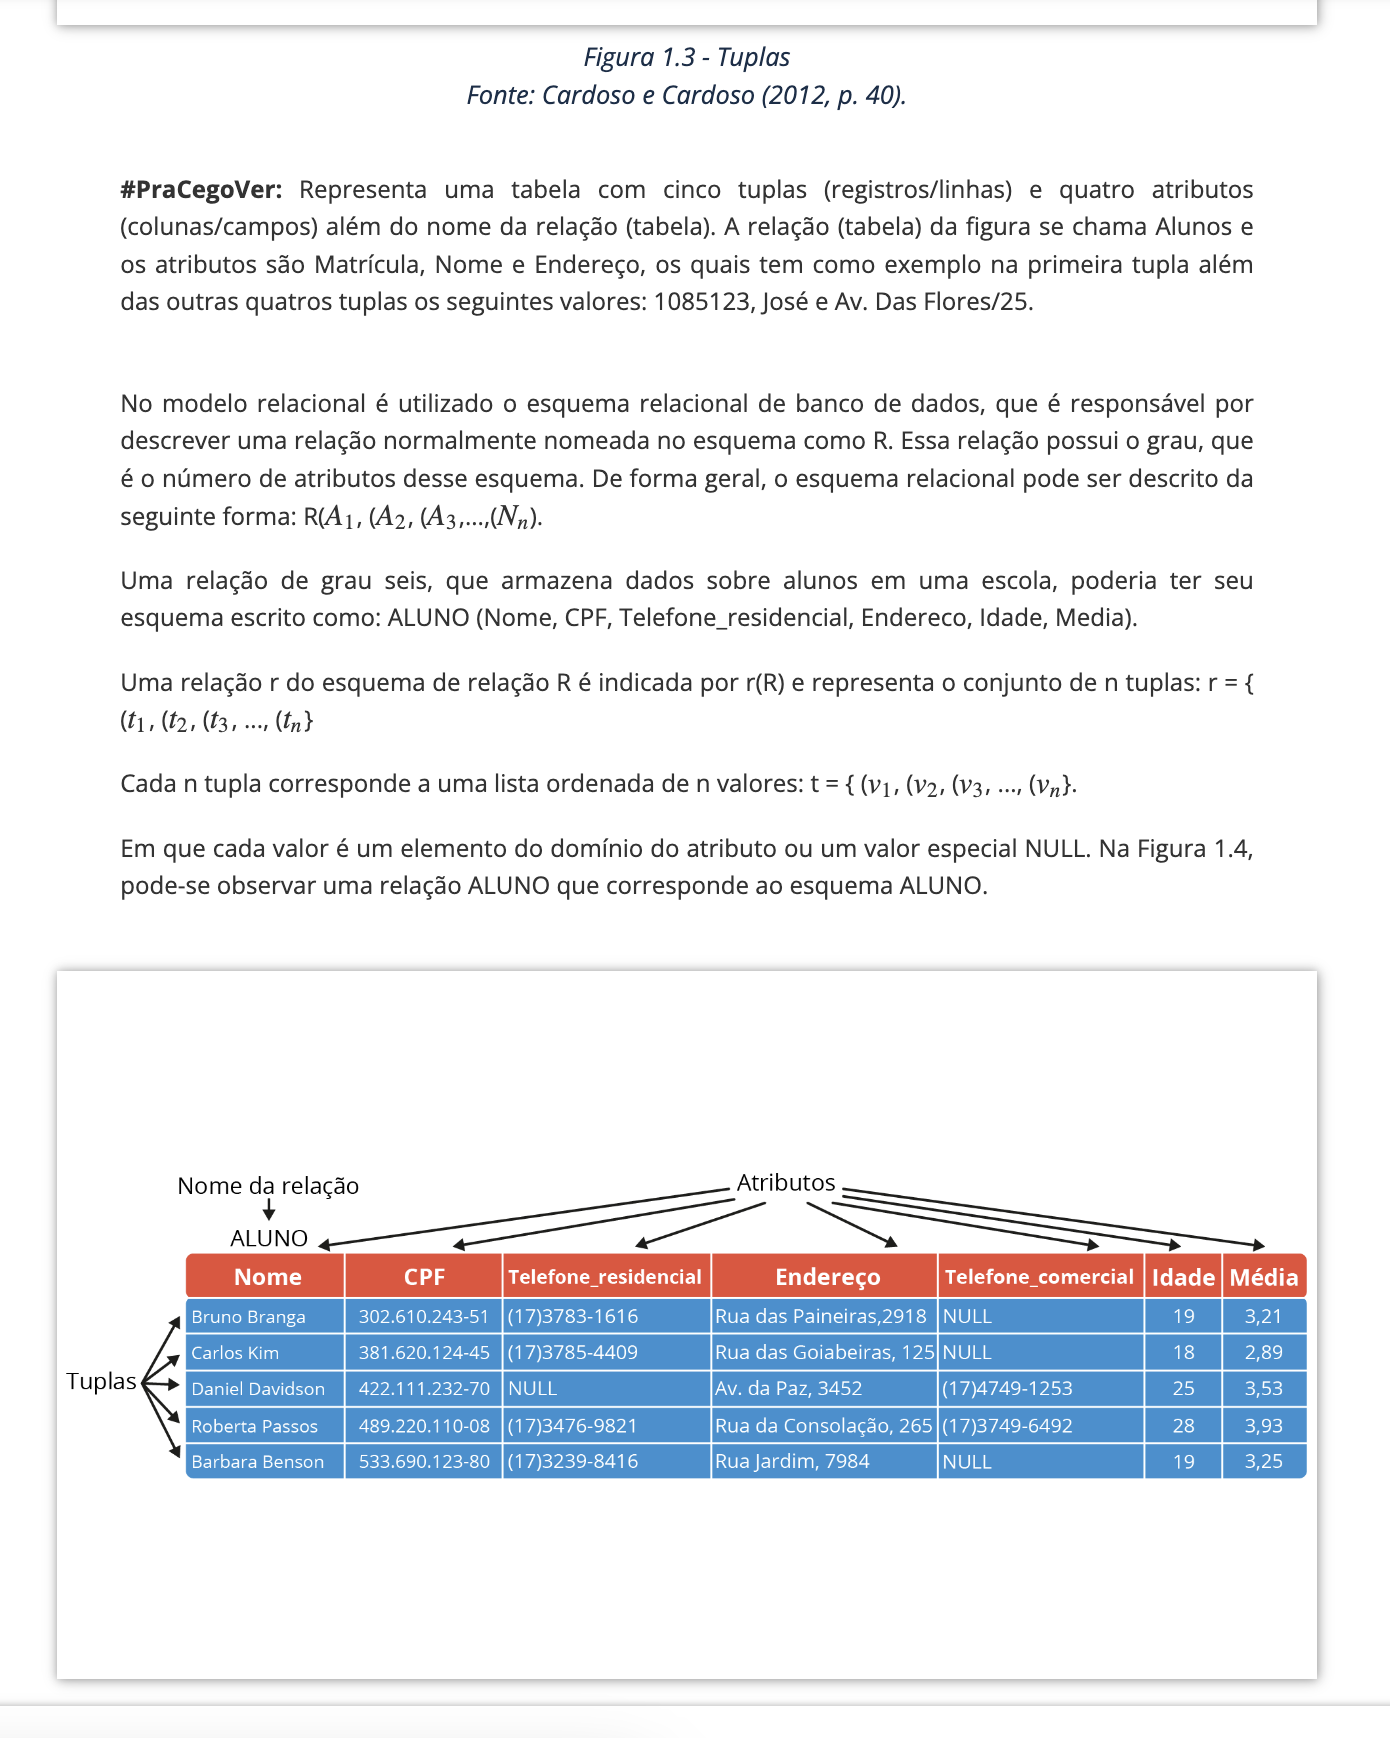 Figura 1.3 - Tuplas
Fonte: Cardoso e Cardoso (2012, p. 40).
#PraCegoVer: Representa uma tabela com cinco tuplas (registros/linhas) e quatro atributos
(colunas/campos) além do nome da relação (tabela). A relação (tabela) da figura se chama Alunos e
os atributos são Matrícula, Nome e Endereço, os quais tem como exemplo na primeira tupla além
das outras quatros tuplas os seguintes valores: 1085123, José e Av. Das Flores/25.
No modelo relacional é utilizado o esquema relacional de banco de dados, que é responsável por
descrever uma relação normalmente nomeada no esquema como R. Essa relação possui o grau, que
é o número de atributos desse esquema. De forma geral, o esquema relacional pode ser descrito da
seguinte forma: R(A₁, (A₂, (A₃,...,(Nₙ).
Uma relação de grau seis, que armazena dados sobre alunos em uma escola, poderia ter seu
esquema escrito como: ALUNO (Nome, CPF, Telefone_residencial, Endereco, Idade, Media).
Uma relação r do esquema de relação R é indicada por r(R) e representa o conjunto de n tuplas: r = {
(t₁, (t₂, (t₃, ..., (tₙ}
Cada n tupla corresponde a uma lista ordenada de n valores: t = { (v₁, (v₂, (v₃, ..., (vₙ}.
Em que cada valor é um elemento do domínio do atributo ou um valor especial NULL. Na Figura 1.4,
pode-se observar uma relação ALUNO que corresponde ao esquema ALUNO.
Nome da relação
Atributos
ALUNO
Nome CPF Telefone_residencial Endereço Telefone_comercial Idade Média
Bruno Branga 302.610.243-51 (17)3783-1616 Rua das Paineiras,2918 NULL 19 3,21
Carlos Kim 381.620.124-45 (17)3785-4409 Rua das Goiabeiras, 125 NULL 18 2,89
Tuplas
Daniel Davidson 422.111.232-70 NULL Av. da Paz, 3452 (17)4749-1253 25 3,53
Roberta Passos 489.220.110-08 (17)3476-9821 Rua da Consolação, 265 (17)3749-6492 28 3,93
Barbara Benson 533.690.123-80 (17)3239-8416 Rua Jardim, 7984 NULL 19 3,25